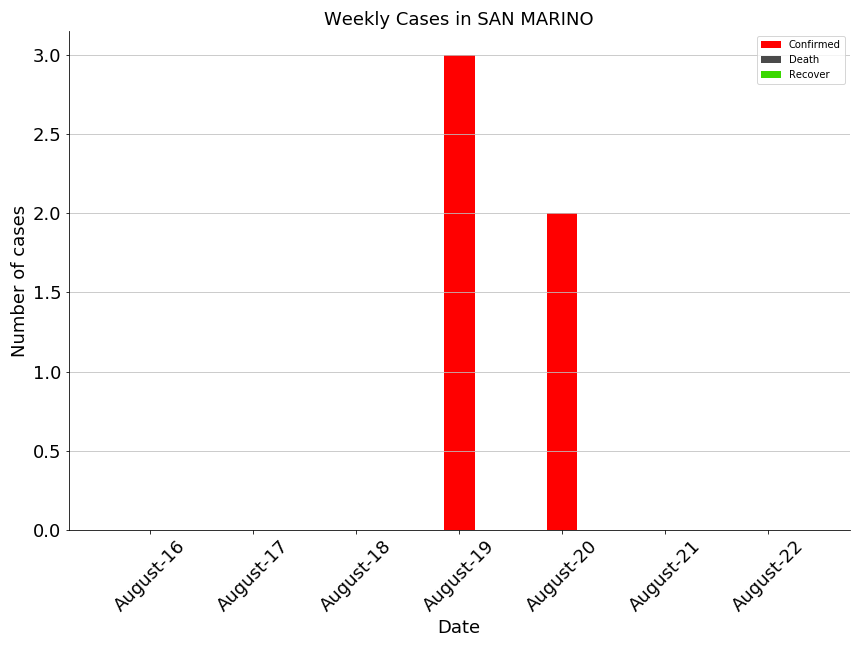 Weekly Cases in SAN MARINO
Confirmed
Death
Recover
Number of cases
3.0
2.5
2.0
1.5
1.0
0.5
0.0
August-16
August-17
August-18
August-19
August-20
August-21
August-22
Date